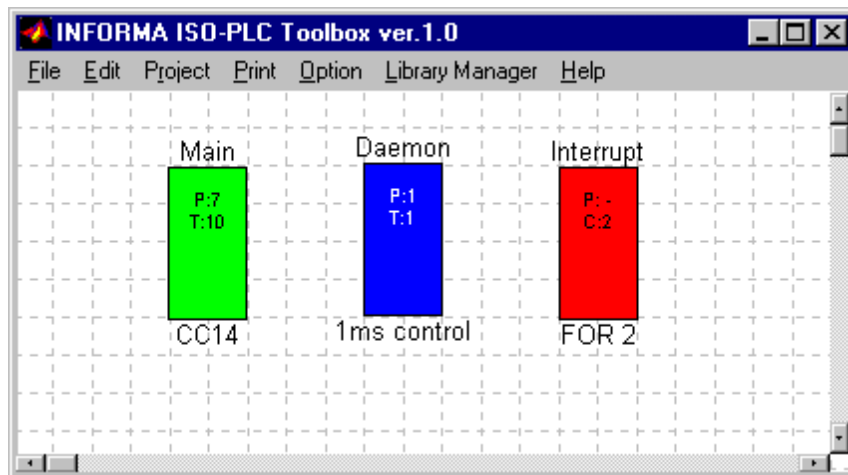 INFORMA ISO-PLC Toolbox ver.1.0
File Edit Project Print Option Library Manager Help
Main Daemon Interrupt
P:7 P:1 P: -
T:10 T:1 C:2
CC14 1ms control FOR 2